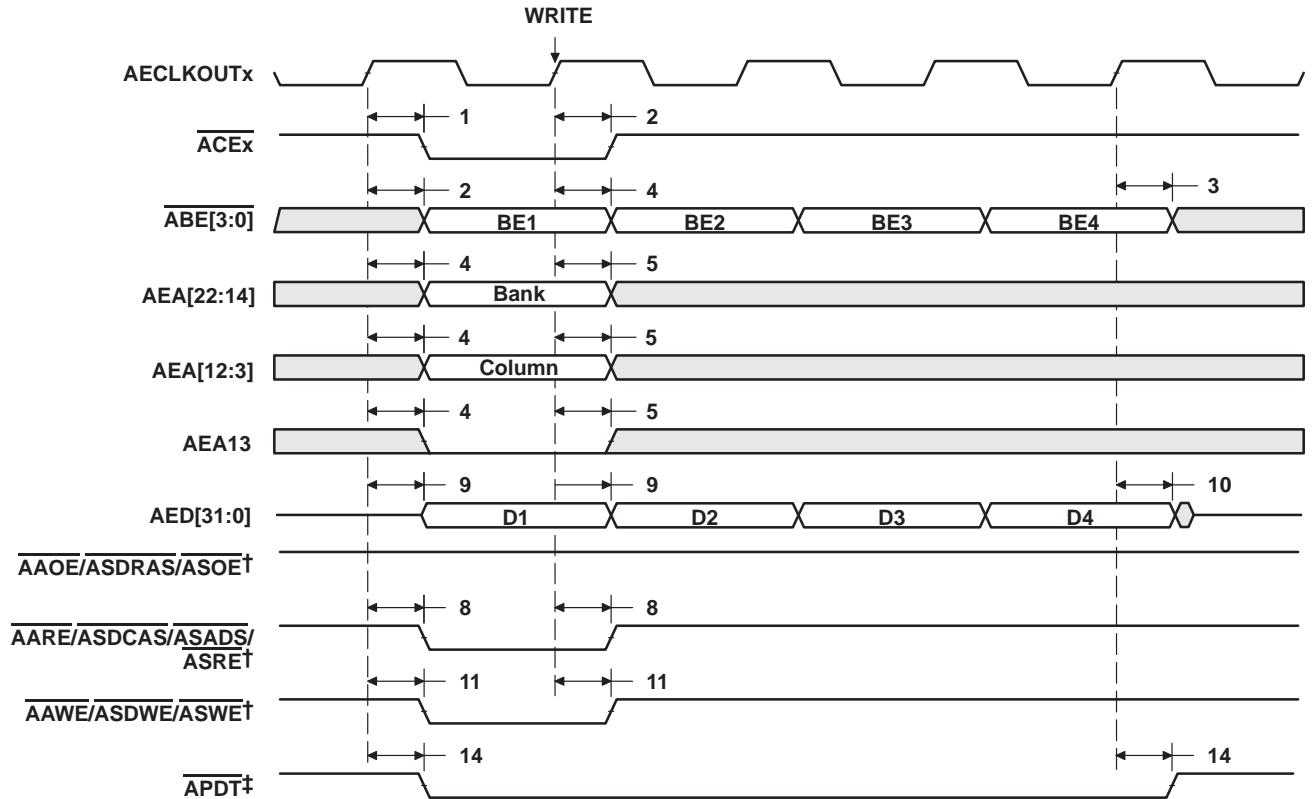 WRITE
AECLKOUTx
1 2
ACEx
2 4 3
ABE[3:0] BE1 BE2 BE3 BE4
4 5
AEA[22:14] Bank
4 5
AEA[12:3] Column
4 5
AEA13
9 9 10
AED[31:0] D1 D2 D3 D4
AAOE/ASDRAS/ASOE†
8 8
AARE/ASDCAS/ASADS/
ASRE†
11 11
AAWE/ASDWE/ASWE†
14 14
APDT‡